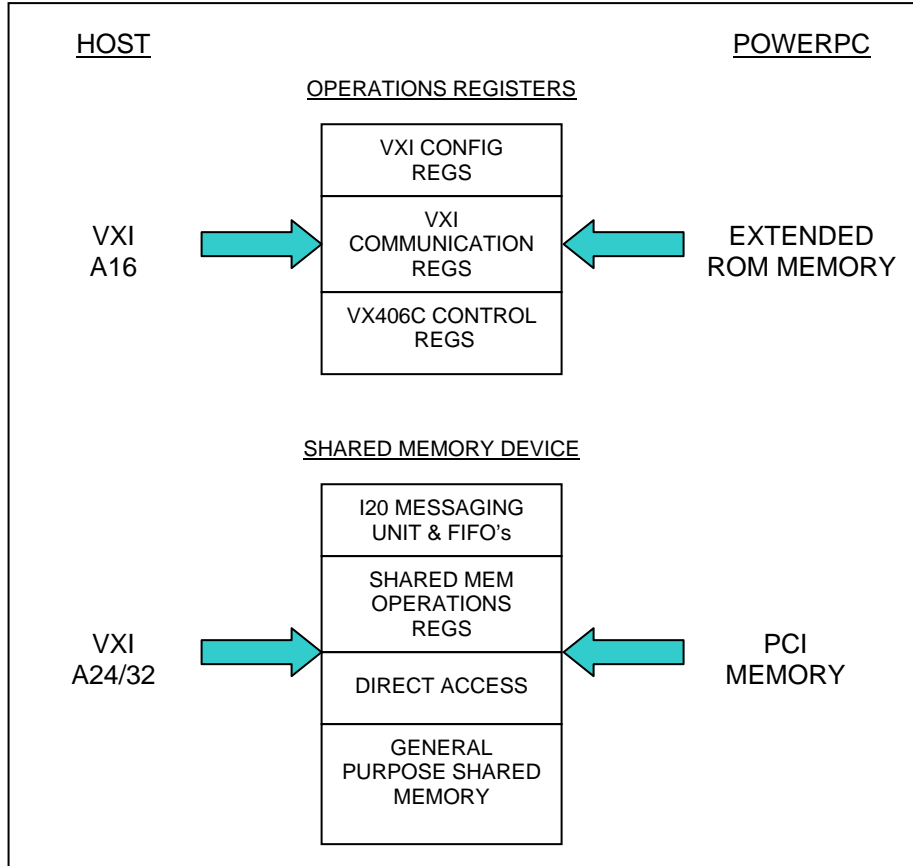 HOST
POWERPC
OPERATIONS REGISTERS
VXI CONFIG
REGS
VXI
A16
VXI
COMMUNICATION
REGS
EXTENDED
ROM MEMORY
VX406C CONTROL
REGS
SHARED MEMORY DEVICE
I20 MESSAGING
UNIT & FIFO's
SHARED MEM
OPERATIONS
REGS
VXI
A24/32
PCI
MEMORY
DIRECT ACCESS
GENERAL
PURPOSE SHARED
MEMORY